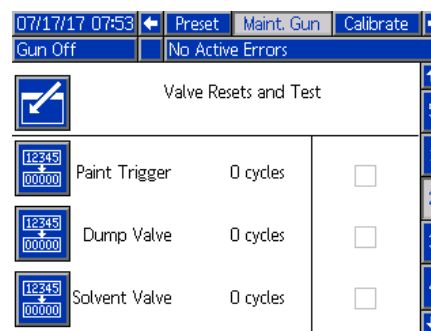 07/17/17 07:53 Preset Maint. Gun Calibrate
Gun Off No Active Errors
Valve Resets and Test
12345
00000
Paint Trigger 0 cycles
12345
00000
Dump Valve 0 cycles
12345
00000
Solvent Valve 0 cycles